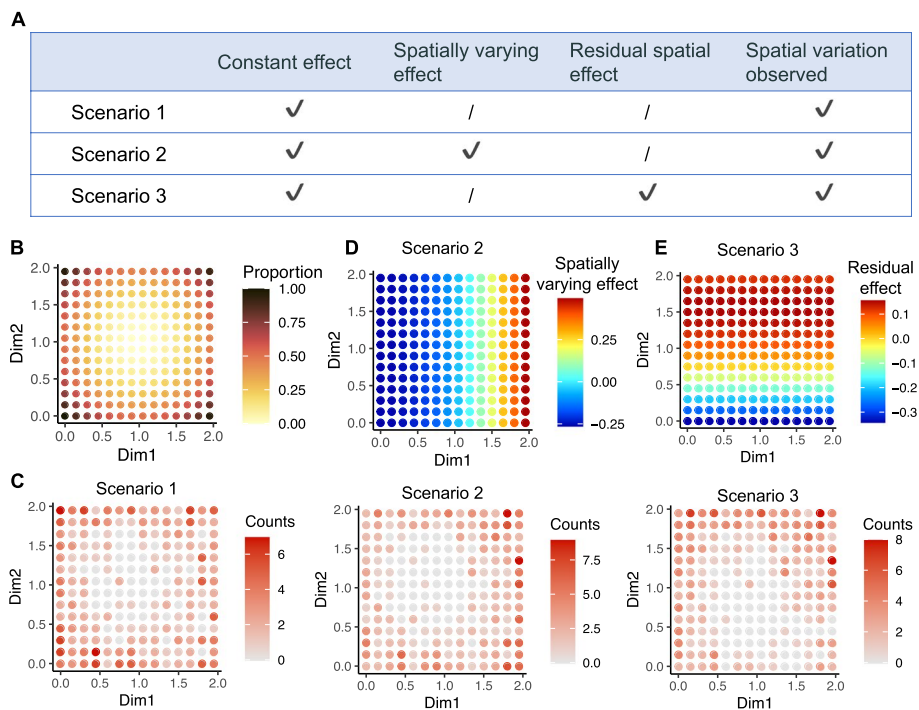 A
Constant effect
Spatially varying
effect
Residual spatial
effect
Spatial variation
observed
Scenario 1 ✓ / / ✓
Scenario 2 ✓ ✓ / ✓
Scenario 3 ✓ / ✓ ✓
B
Proportion
1.00
0.75
0.50
0.25
0.00
2.0
1.5
1.0
0.5
0.0
Dim2
0.0 0.5 1.0 1.5 2.0
Dim1
D
Scenario 2
Spatially
varying effect
0.25
0.00
−0.25
2.0
1.5
1.0
0.5
0.0
Dim2
0.0 0.5 1.0 1.5 2.0
Dim1
E
Scenario 3
Residual
effect
0.1
−0.0
−0.1
−0.2
−0.3
2.0
1.5
1.0
0.5
0.0
Dim2
0.0 0.5 1.0 1.5 2.0
Dim1
C
Scenario 1
Counts
6
4
2
0
2.0
1.5
1.0
0.5
0.0
Dim2
0.0 0.5 1.0 1.5 2.0
Dim1
Scenario 2
Counts
7.5
5.0
2.5
0.0
2.0
1.5
1.0
0.5
0.0
Dim2
0.0 0.5 1.0 1.5 2.0
Dim1
Scenario 3
Counts
8
6
4
2
0
2.0
1.5
1.0
0.5
0.0
Dim2
0.0 0.5 1.0 1.5 2.0
Dim1